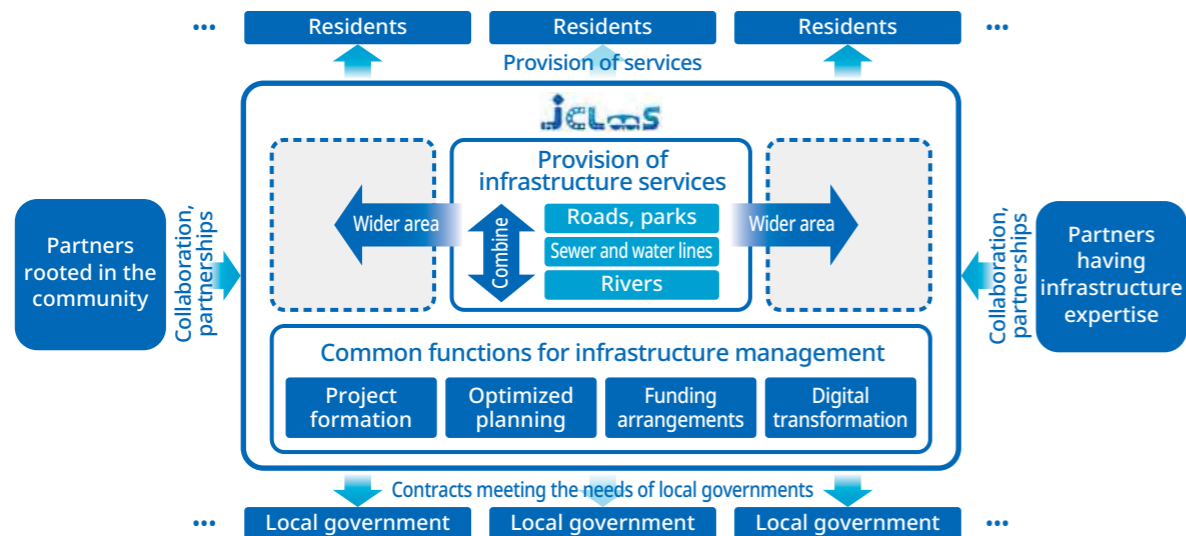 ... Residents Residents Residents ...
Provision of services
JCLaaS
Provision of
infrastructure services
Wider area
Combine
Roads, parks
Sewer and water lines
Rivers
Wider area
Partners
rooted in the
community
Collaboration,
partnerships
Collaboration,
partnerships
Partners
having
infrastructure
expertise
Common functions for infrastructure management
Project
formation
Optimized
planning
Funding
arrangements
Digital
transformation
Contracts meeting the needs of local governments
... Local government Local government Local government ...